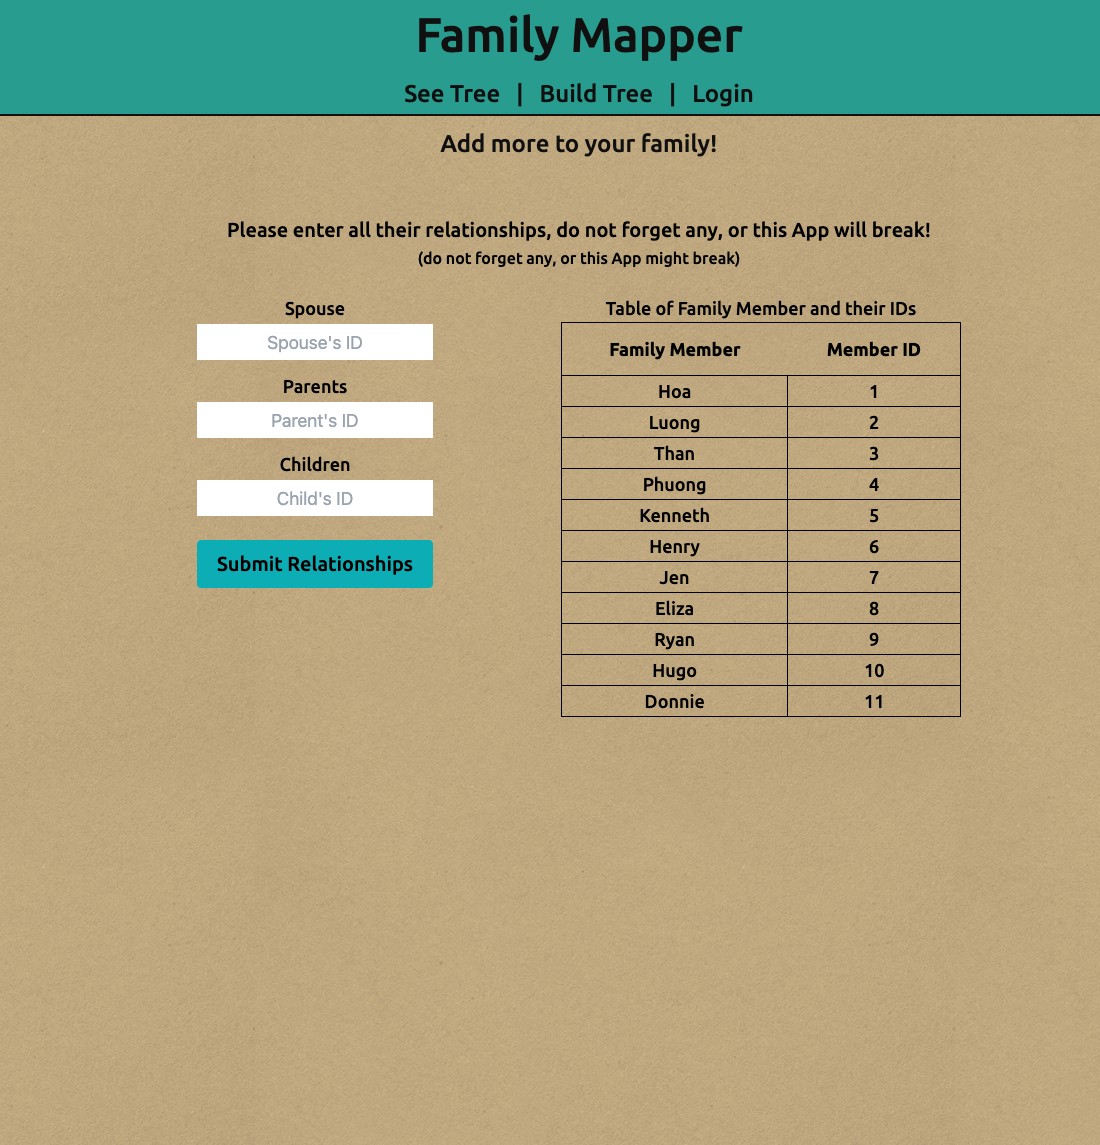 Family Mapper
See Tree | Build Tree | Login
Add more to your family!
Please enter all their relationships, do not forget any, or this App will break!
(do not forget any, or this App might break)
Spouse
Spouse's ID
Parents
Parent's ID
Children
Child's ID
Submit Relationships
Table of Family Member and their IDs
Family Member Member ID
Hoa 1
Luong 2
Than 3
Phuong 4
Kenneth 5
Henry 6
Jen 7
Eliza 8
Ryan 9
Hugo 10
Donnie 11